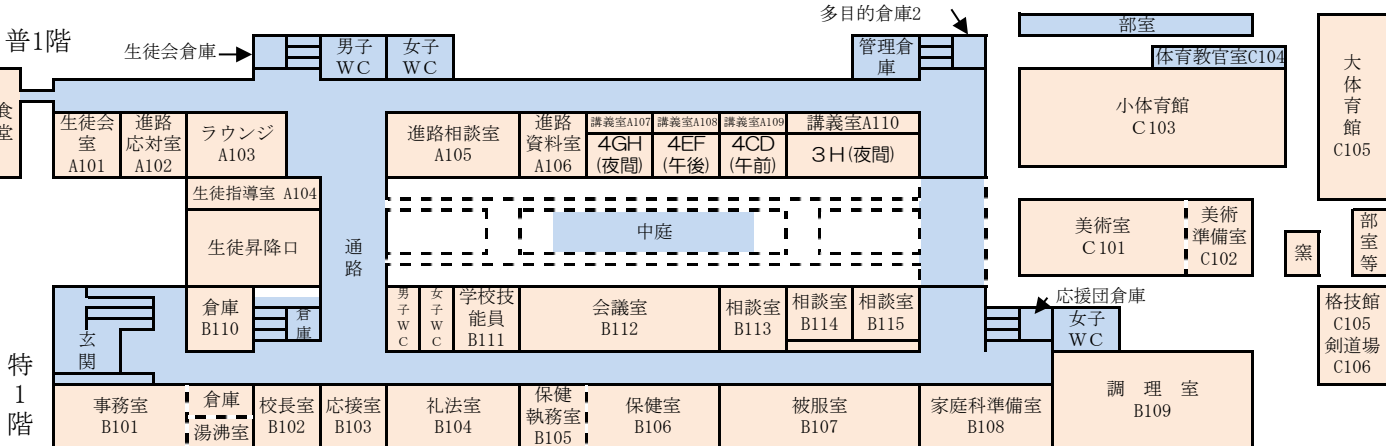 普1階
生徒会倉庫
男子
WC
女子
WC
多目的倉庫2
管理倉
庫
部室
体育教官室C104
小体育館
C103
大
体
育
館
C105
食
堂
生徒会
室
A101
進路
応対室
A102
ラウンジ
A103
進路相談室
A105
進路
資料室
A106
講義室A107
4GH
(夜間)
講義室A108
4EF
(午後)
講義室A109
4CD
(午前)
講義室A110
3H(夜間)
生徒指導室 A104
生徒昇降口
通
路
中庭
美術室
C101
美術
準備室
C102
窯
部
室
等
玄
関
倉庫
B110
倉
庫
男
子
W
C
女
子
W
C
学校技
能員
B111
会議室
B112
相談室
B113
相談室
B114
相談室
B115
応援団倉庫
女子
WC
格技館
C105
剣道場
C106
特
1
階
事務室
B101
倉庫
湯沸室
校長室
B102
応接室
B103
礼法室
B104
保健
執務室
B105
保健室
B106
被服室
B107
家庭科準備室
B108
調 理 室
B109